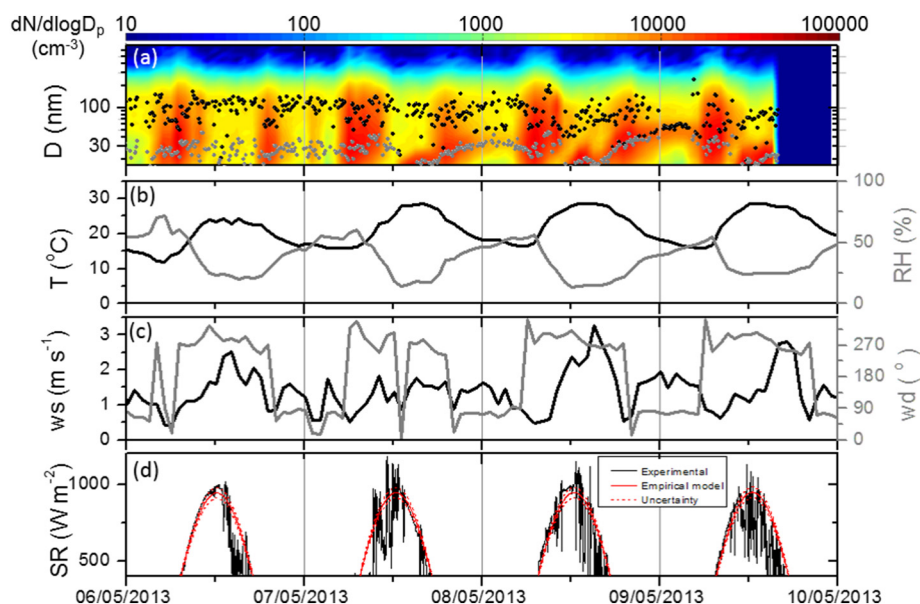 dN/dlogDp
(cm-3)
10 100 1000 10000 100000
(a)
D (nm)
100
30
(b)
T (°C)
30
20
10
0
RH (%)
100
50
0
(c)
ws (m s-1)
3
2
1
0
wd (°)
270
180
90
0
(d)
SR (W/m-2)
1000
500
Experimental
Empirical model
Uncertainty
06/05/2013 07/05/2013 08/05/2013 09/05/2013 10/05/2013